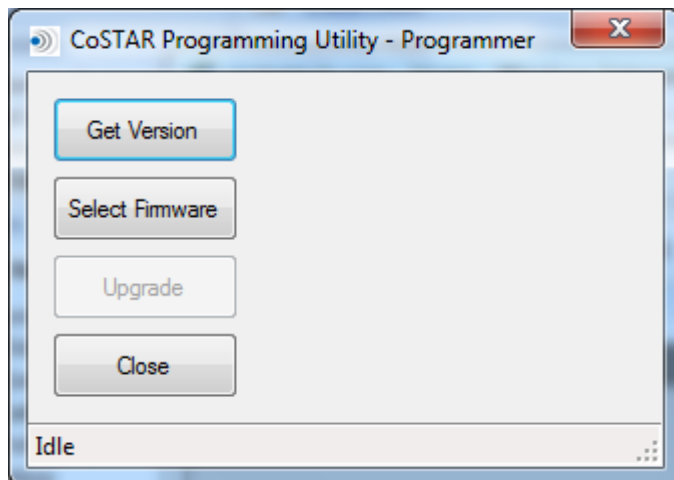 CoSTAR Programming Utility - Programmer
Get Version
Select Firmware
Upgrade
Close
Idle